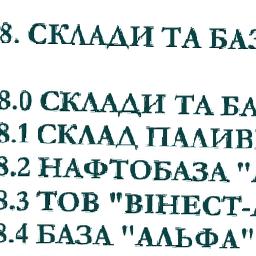 8. СКЛАДИ ТА БАЗ
8.0 СКЛАДИ ТА БА
8.1 СКЛАД ПАЛИВ
8.2 НАФТОБАЗА "
8.3 ТОВ "ВІНЕСТ-
8.4 БАЗА "АЛЬФА"